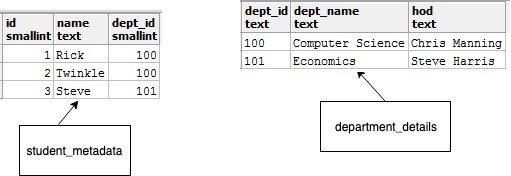 id name dept_id
smallint text smallint
1 Rick 100
2 Twinkle 100
3 Steve 101
student_metadata
dept_id dept_name hod
text text text
100 Computer Science Chris Manning
101 Economics Steve Harris
department_details